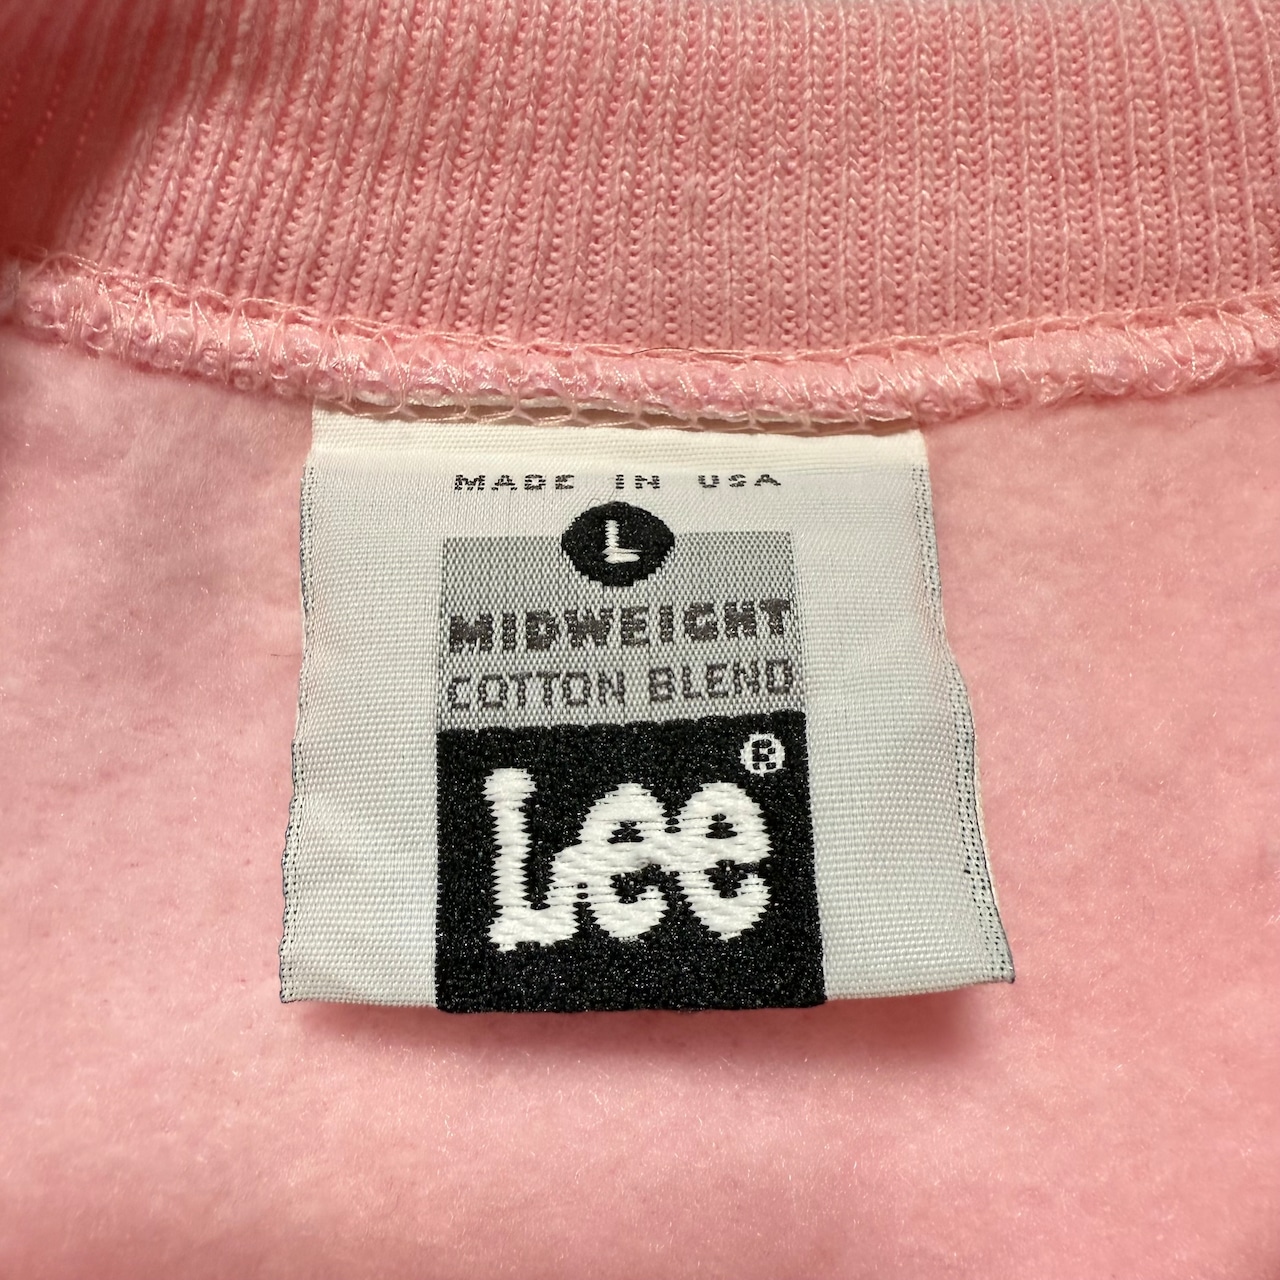 MADE IN USA
L
MIDWEIGHT
COTTON BLEND
Lee®